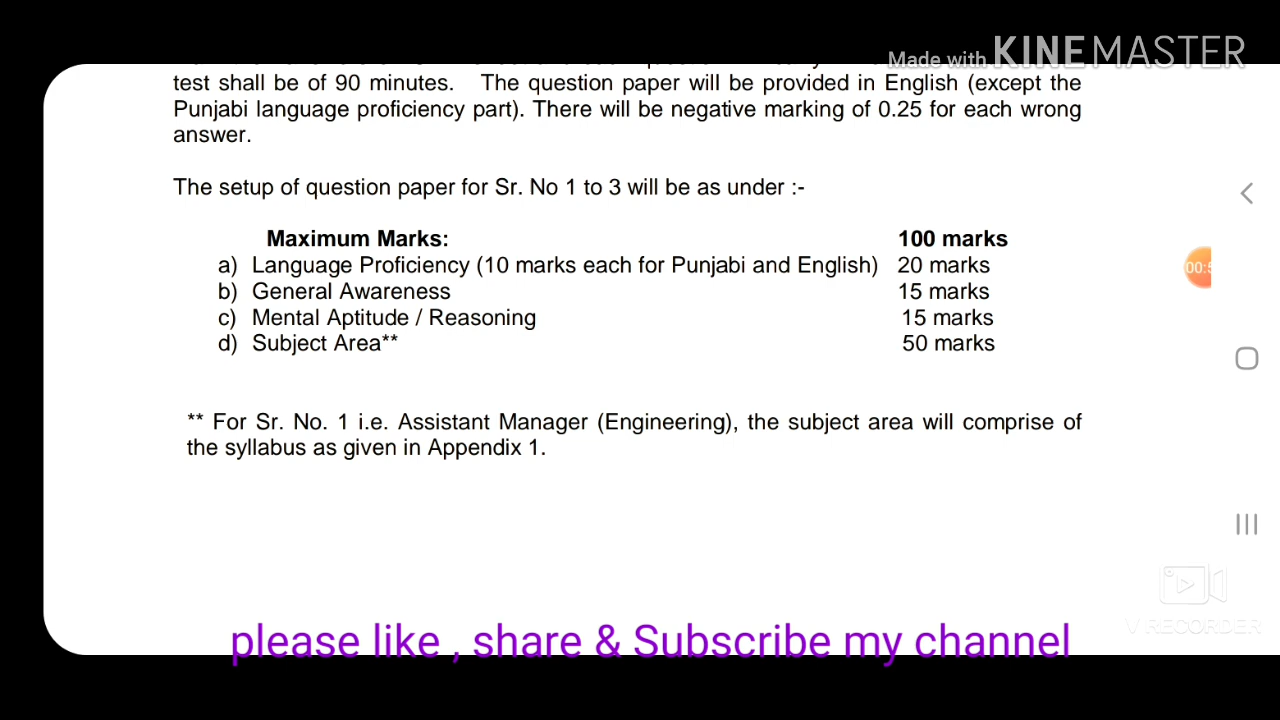 Made with KINEMASTER
test shall be of 90 minutes. The question paper will be provided in English (except the
Punjabi language proficiency part). There will be negative marking of 0.25 for each wrong
answer.
The setup of question paper for Sr. No 1 to 3 will be as under :-
Maximum Marks: 100 marks
a) Language Proficiency (10 marks each for Punjabi and English) 20 marks
b) General Awareness 15 marks
c) Mental Aptitude / Reasoning 15 marks
d) Subject Area** 50 marks
00:5
** For Sr. No. 1 i.e. Assistant Manager (Engineering), the subject area will comprise of
the syllabus as given in Appendix 1.
V RECORDER
please like , share & Subscribe my channel